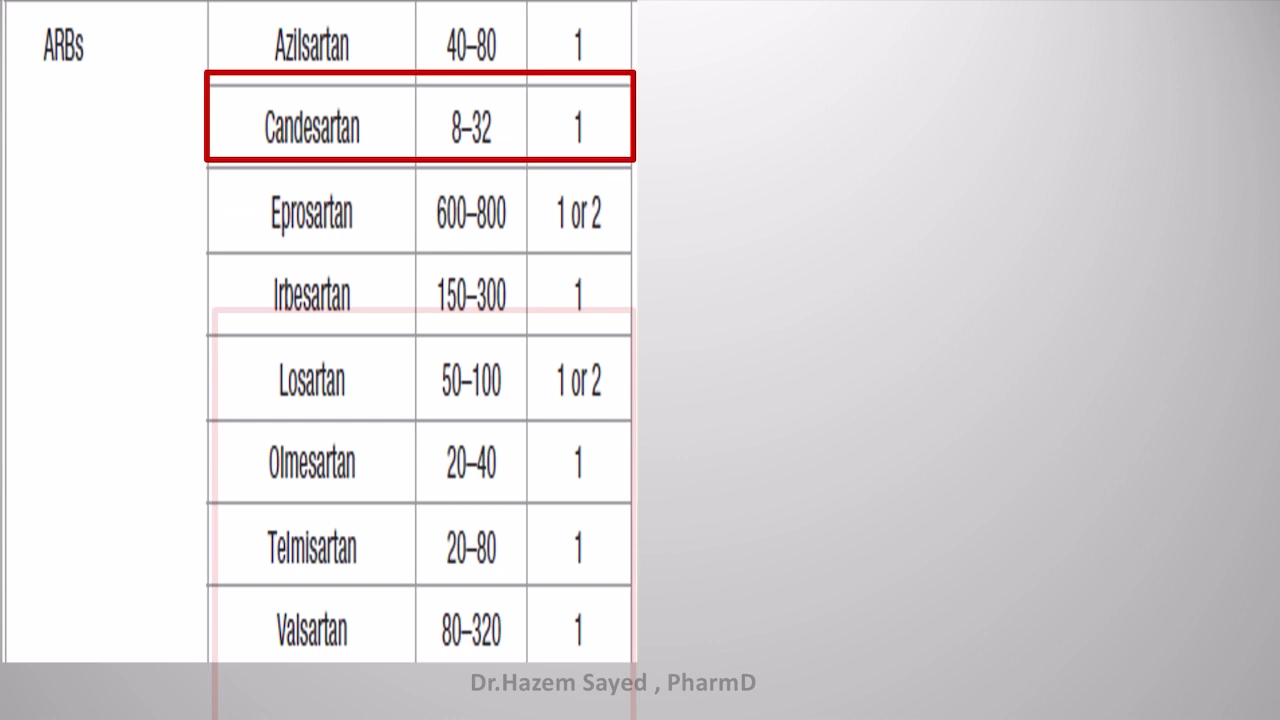 ARBs Azilsartan 40–80 1
Candesartan 8–32 1
Eprosartan 600–800 1 or 2
Irbesartan 150–300 1
Losartan 50–100 1 or 2
Olmesartan 20–40 1
Telmisartan 20–80 1
Valsartan 80–320 1
Dr.Hazem Sayed , PharmD